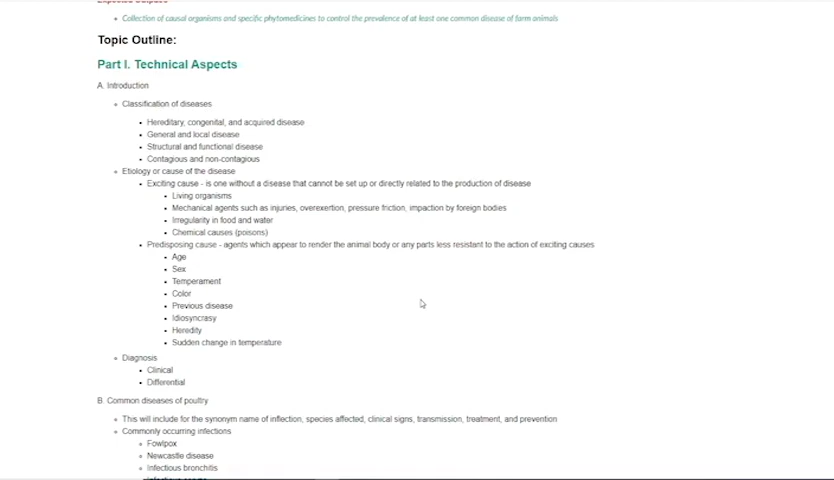 Expected Outputs
Collection of causal organisms and specific phytomedicines to control the prevalence of at least one common disease of farm animals
Topic Outline:
Part I. Technical Aspects
A. Introduction
Classification of diseases
Hereditary, congenital, and acquired disease
General and local disease
Structural and functional disease
Contagious and non-contagious
Etiology or cause of the disease
Exciting cause - is one without a disease that cannot be set up or directly related to the production of disease
Living organisms
Mechanical agents such as injuries, overexertion, pressure friction, impaction by foreign bodies
Irregularity in food and water
Chemical causes (poisons)
Predisposing cause - agents which appear to render the animal body or any parts less resistant to the action of exciting causes
Age
Sex
Temperament
Color
Previous disease
Idiosyncrasy
Heredity
Sudden change in temperature
Diagnosis
Clinical
Differential
B. Common diseases of poultry
This will include for the synonym name of infection, species affected, clinical signs, transmission, treatment, and prevention
Commonly occurring infections
Fowlpox
Newcastle disease
Infectious bronchitis